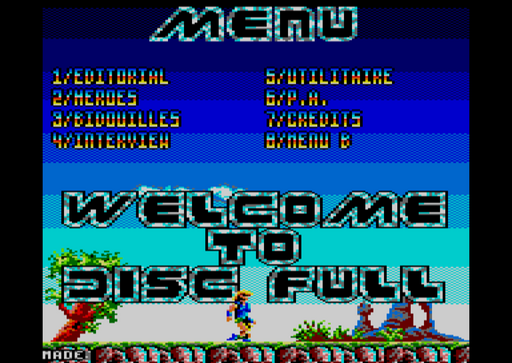 MENU
1/EDITORIAL
2/HEROES
3/BIDOUILLES
4/INTERVIEW
5/UTILITAIRE
6/P.A.
7/CREDITS
8/MENU B
WELCOME
TO
DISC FULL
MADE